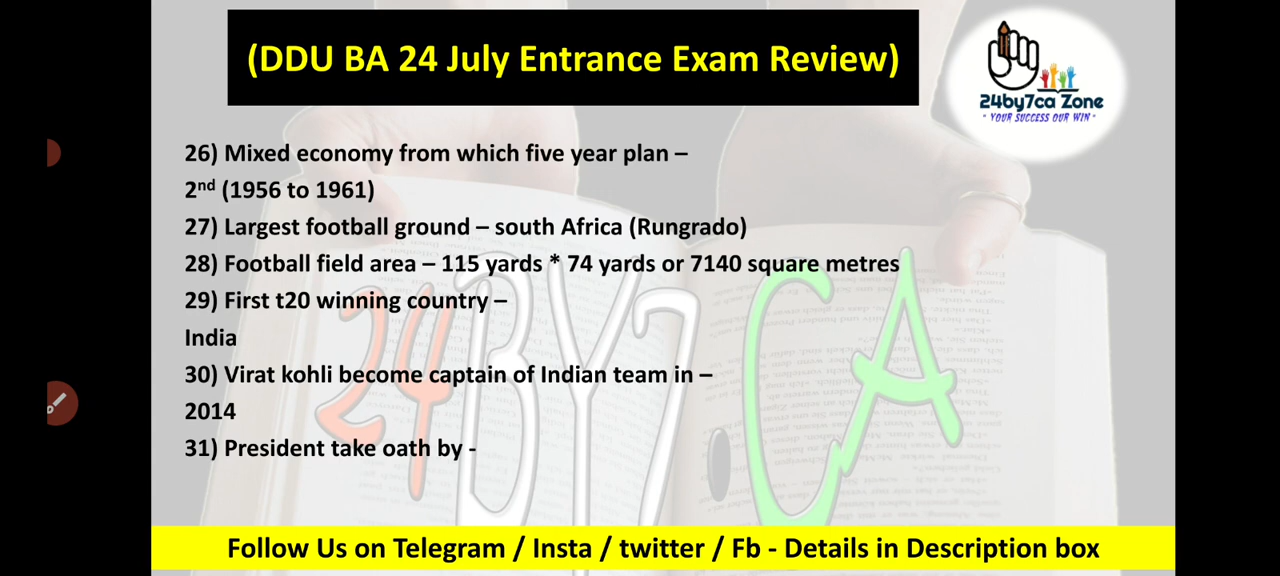 (DDU BA 24 July Entrance Exam Review)
24by7ca Zone
" YOUR SUCCESS OUR WIN "
26) Mixed economy from which five year plan –
2nd (1956 to 1961)
27) Largest football ground – south Africa (Rungrado)
28) Football field area – 115 yards * 74 yards or 7140 square metres
29) First t20 winning country –
India
30) Virat kohli become captain of Indian team in –
2014
31) President take oath by -
24BY7.CA
Follow Us on Telegram / Insta / twitter / Fb - Details in Description box